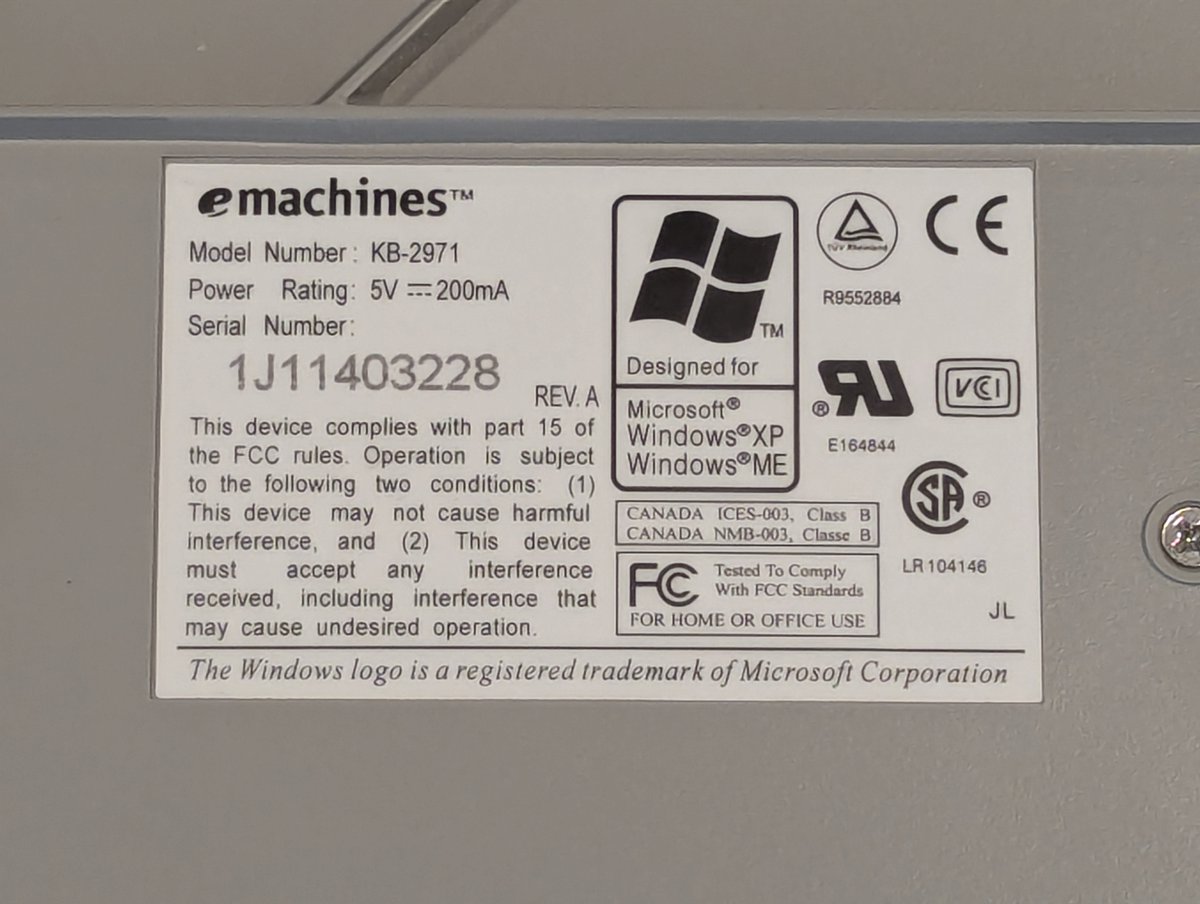 emachines™
Model Number: KB-2971
Power Rating: 5V ⎓ 200mA
Serial Number:
1J11403228
REV. A
This device complies with part 15 of
the FCC rules. Operation is subject
to the following two conditions: (1)
This device may not cause harmful
interference, and (2) This device
must accept any interference
received, including interference that
may cause undesired operation.
TM
Designed for
Microsoft®
Windows®XP
Windows®ME
CANADA ICES-003, Class B
CANADA NMB-003, Classe B
FC
Tested To Comply
With FCC Standards
FOR HOME OR OFFICE USE
TÜV Rheinland
CE
R9552884
RU®
E164844
VCCI
SA®
LR 104146
JL
The Windows logo is a registered trademark of Microsoft Corporation